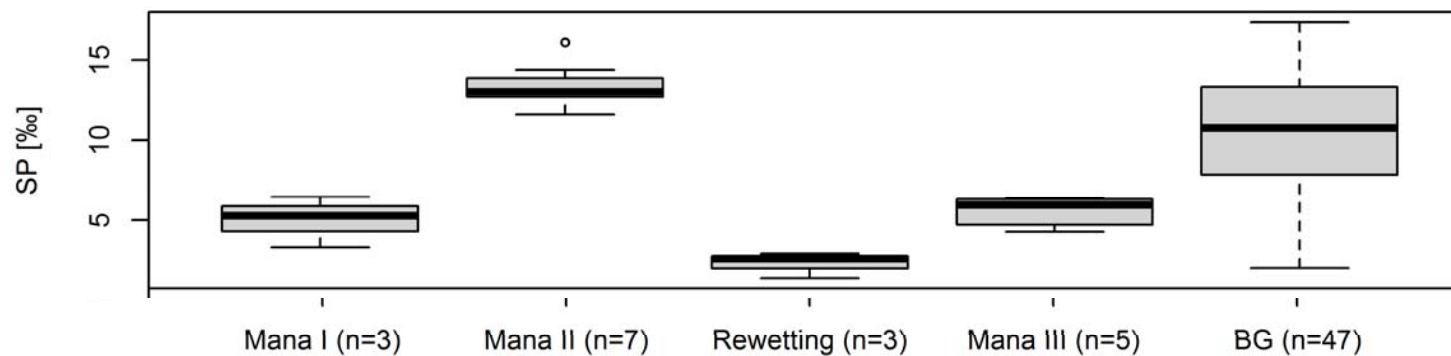 SP [‰]
15
10
5
Mana I (n=3) Mana II (n=7) Rewetting (n=3) Mana III (n=5) BG (n=47)